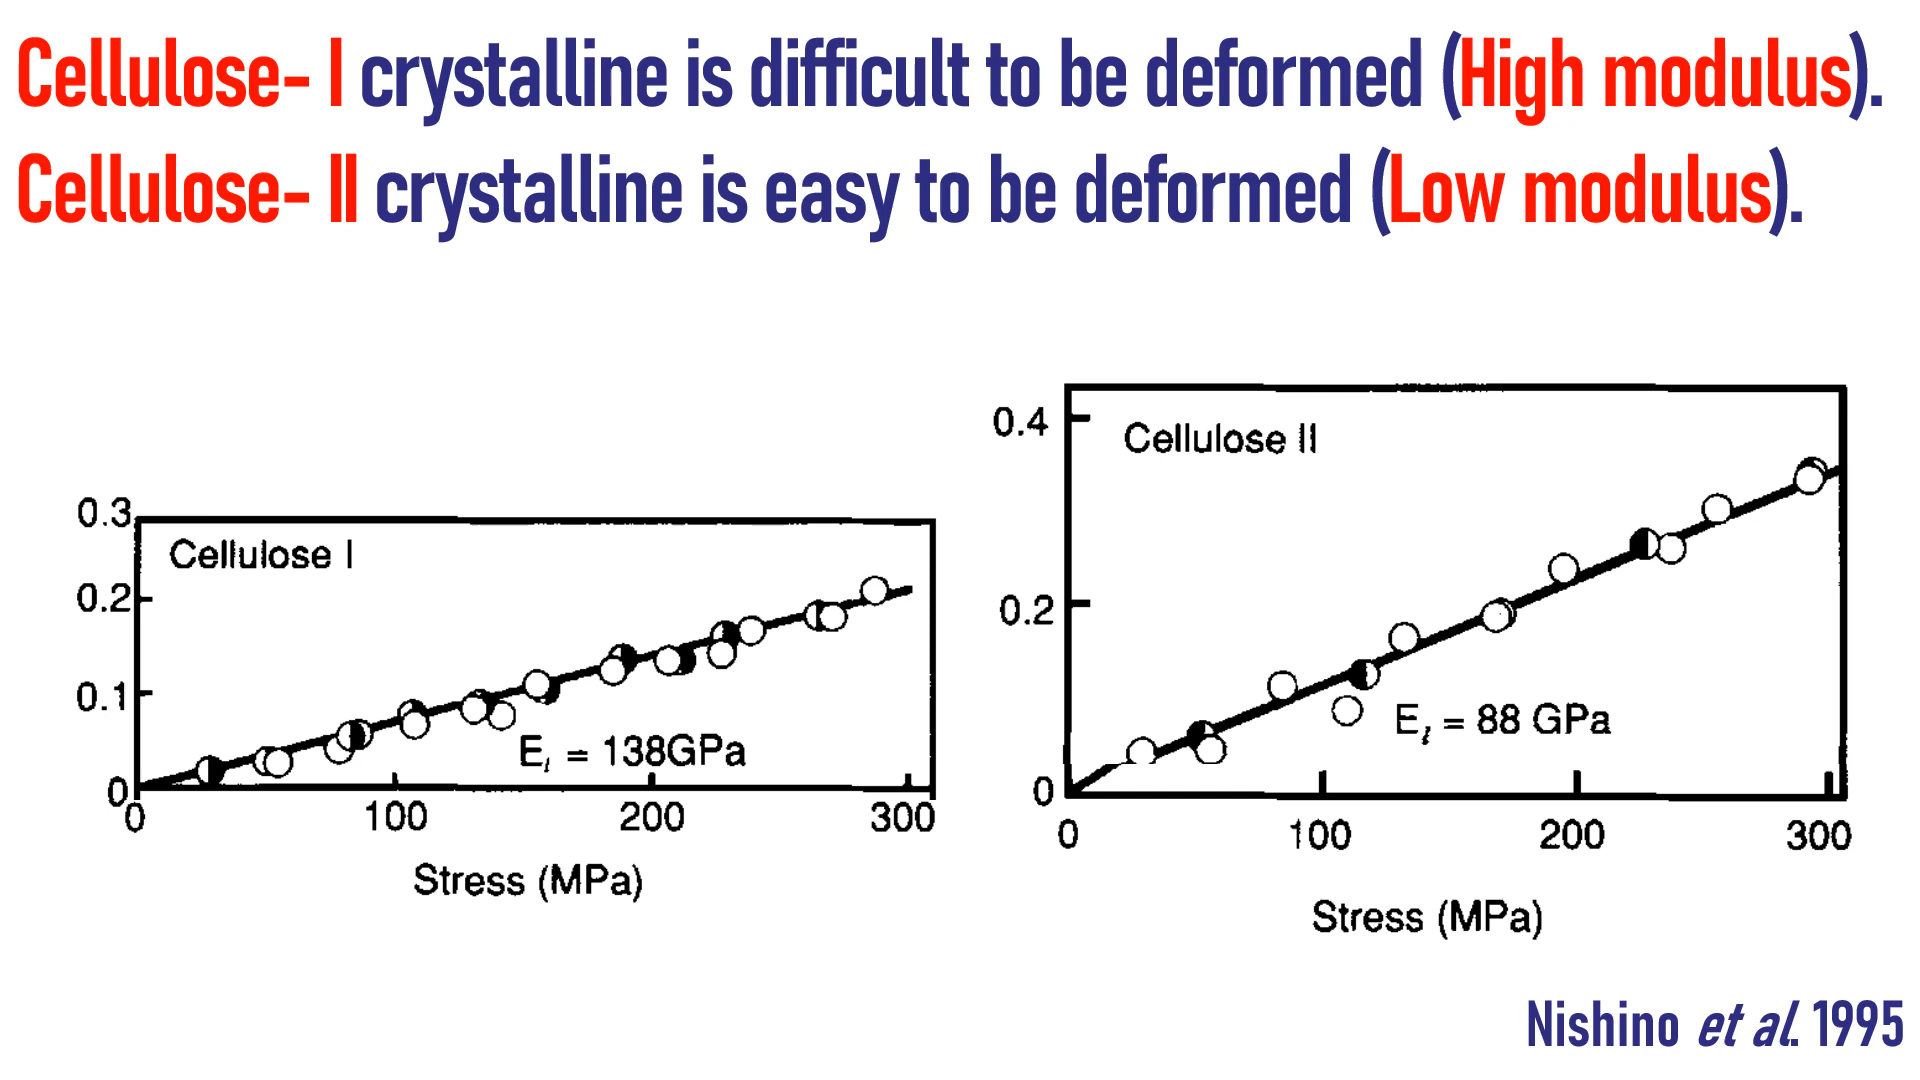 Cellulose- I crystalline is difficult to be deformed (High modulus).
Cellulose- II crystalline is easy to be deformed (Low modulus).
0.3
Cellulose I
0.2
0.1
0
E_l = 138GPa
0 100 200 300
Stress (MPa)
0.4
Cellulose II
0.2
0
E_l = 88 GPa
0 100 200 300
Stress (MPa)
Nishino et al. 1995